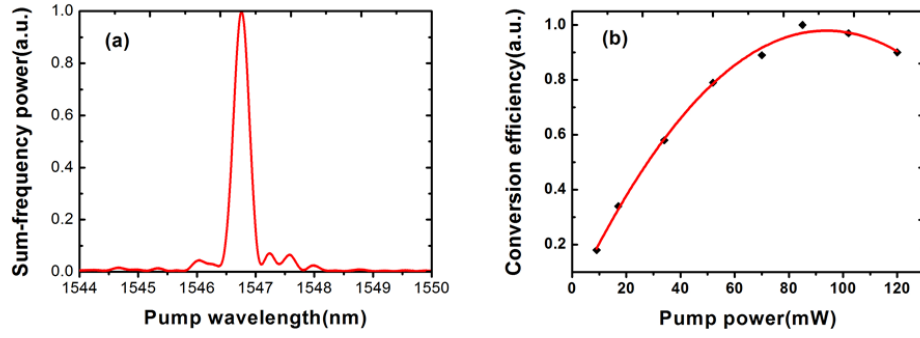 (a)
Sum-frequency power(a.u.)
1.0
0.8
0.6
0.4
0.2
0.0
1544 1545 1546 1547 1548 1549 1550
Pump wavelength(nm)
(b)
Conversion efficiency(a.u.)
1.0
0.8
0.6
0.4
0.2
0 20 40 60 80 100 120
Pump power(mW)